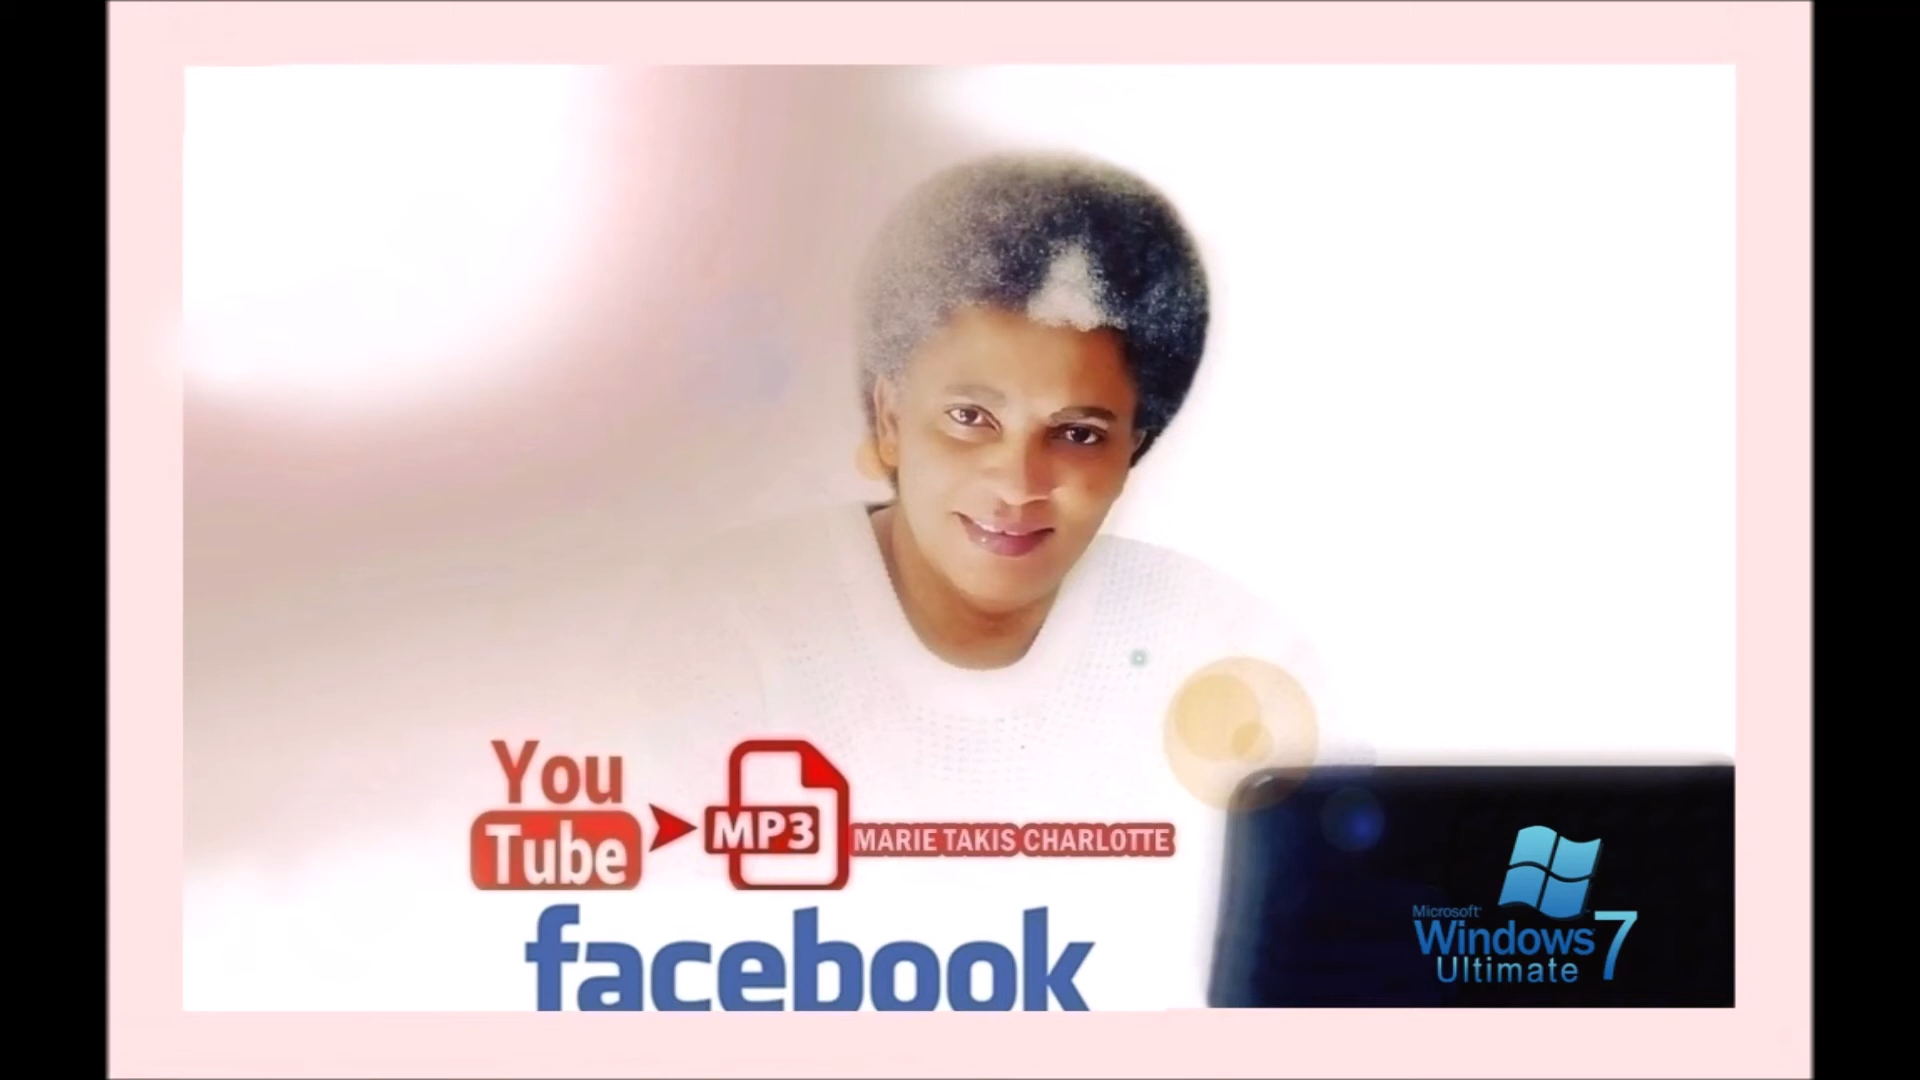 You
Tube
MP3
MARIE TAKIS CHARLOTTE
facebook
Microsoft
Windows 7
Ultimate